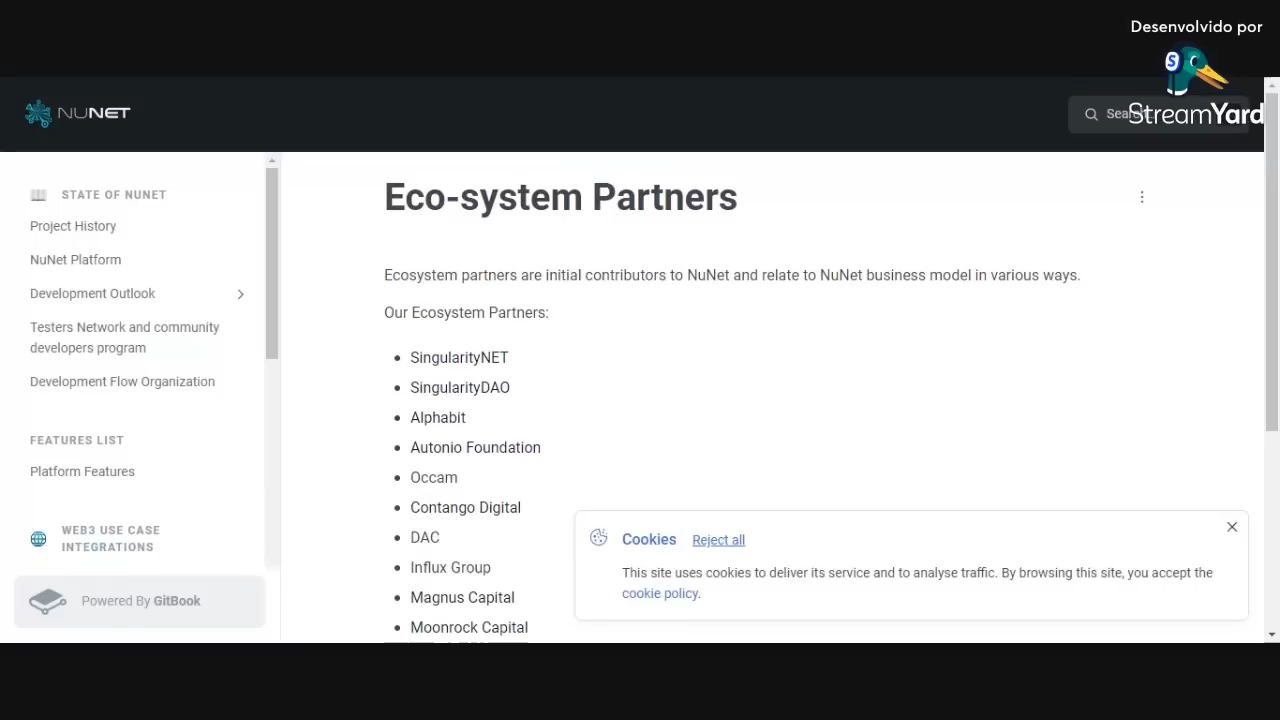 Desenvolvido por
StreamYard
NUNET
Search
STATE OF NUNET
Project History
NuNet Platform
Development Outlook
Testers Network and community
developers program
Development Flow Organization
FEATURES LIST
Platform Features
WEB3 USE CASE
INTEGRATIONS
Powered By GitBook
Eco-system Partners
Ecosystem partners are initial contributors to NuNet and relate to NuNet business model in various ways.
Our Ecosystem Partners:
SingularityNET
SingularityDAO
Alphabit
Autonio Foundation
Occam
Contango Digital
DAC
Influx Group
Magnus Capital
Moonrock Capital
Cookies Reject all
This site uses cookies to deliver its service and to analyse traffic. By browsing this site, you accept the
cookie policy.